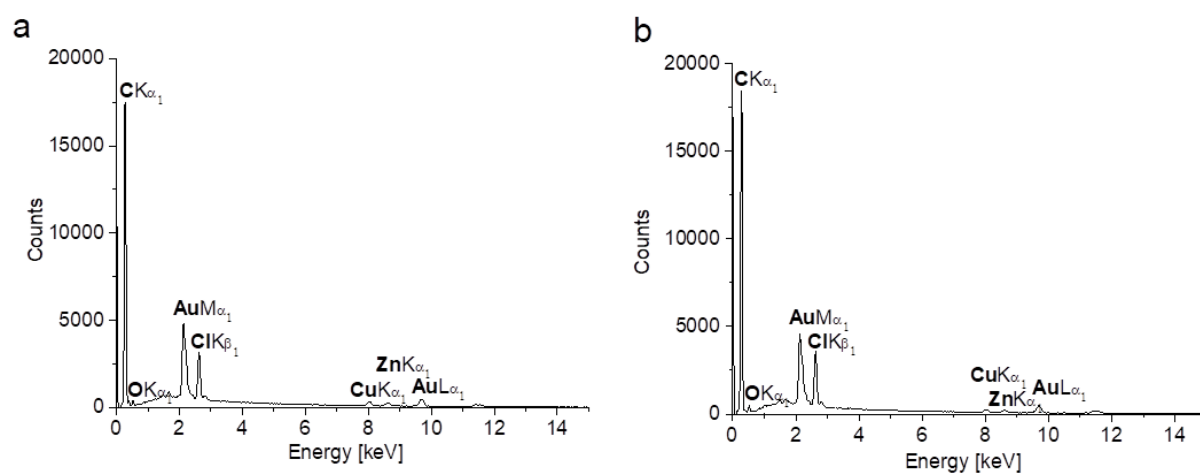 a
20000
15000
10000
5000
0
Counts
CKα1
OKα1
AuMα1
ClKβ1
ZnKα1
CuKα1
AuLα1
0 2 4 6 8 10 12 14
Energy [keV]
b
20000
15000
10000
5000
0
Counts
CKα1
OKα1
AuMα1
ClKβ1
CuKα1
ZnKα
AuLα1
0 2 4 6 8 10 12 14
Energy [keV]